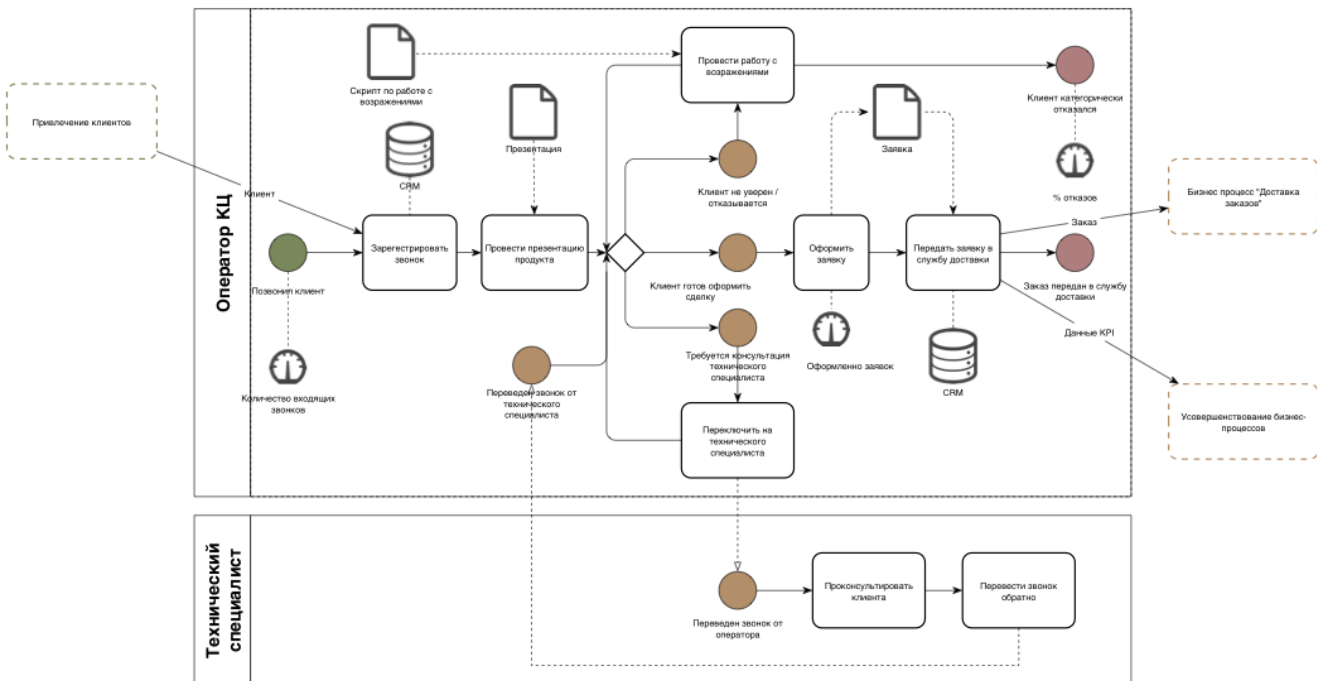 Привлечение клиентов
Оператор КЦ
Скрипт по работе с
возражениями
CRM
Презентация
Провести работу с
возражениями
Клиент категорически
отказался
% отказов
Заявка
Клиент не уверен /
отказывается
Клиент
Позвонил клиент
Зарегестрировать
звонок
Провести презентацию
продукта
Клиент готов оформить
сделку
Оформить
заявку
Передать заявку в
службу доставки
Заказ
Бизнес процесс "Доставка
заказов"
Заказ передан в службу
доставки
Данные KPI
Количество входящих
звонков
Переведен звонок от
технического
специалиста
Требуется консультация
технического
специалиста
Оформленно заявок
CRM
Усовершенствование бизнес-
процессов
Переключить на
технического
специалиста
Технический
специалист
Переведен звонок от
оператора
Проконсультировать
клиента
Перевести звонок
обратно